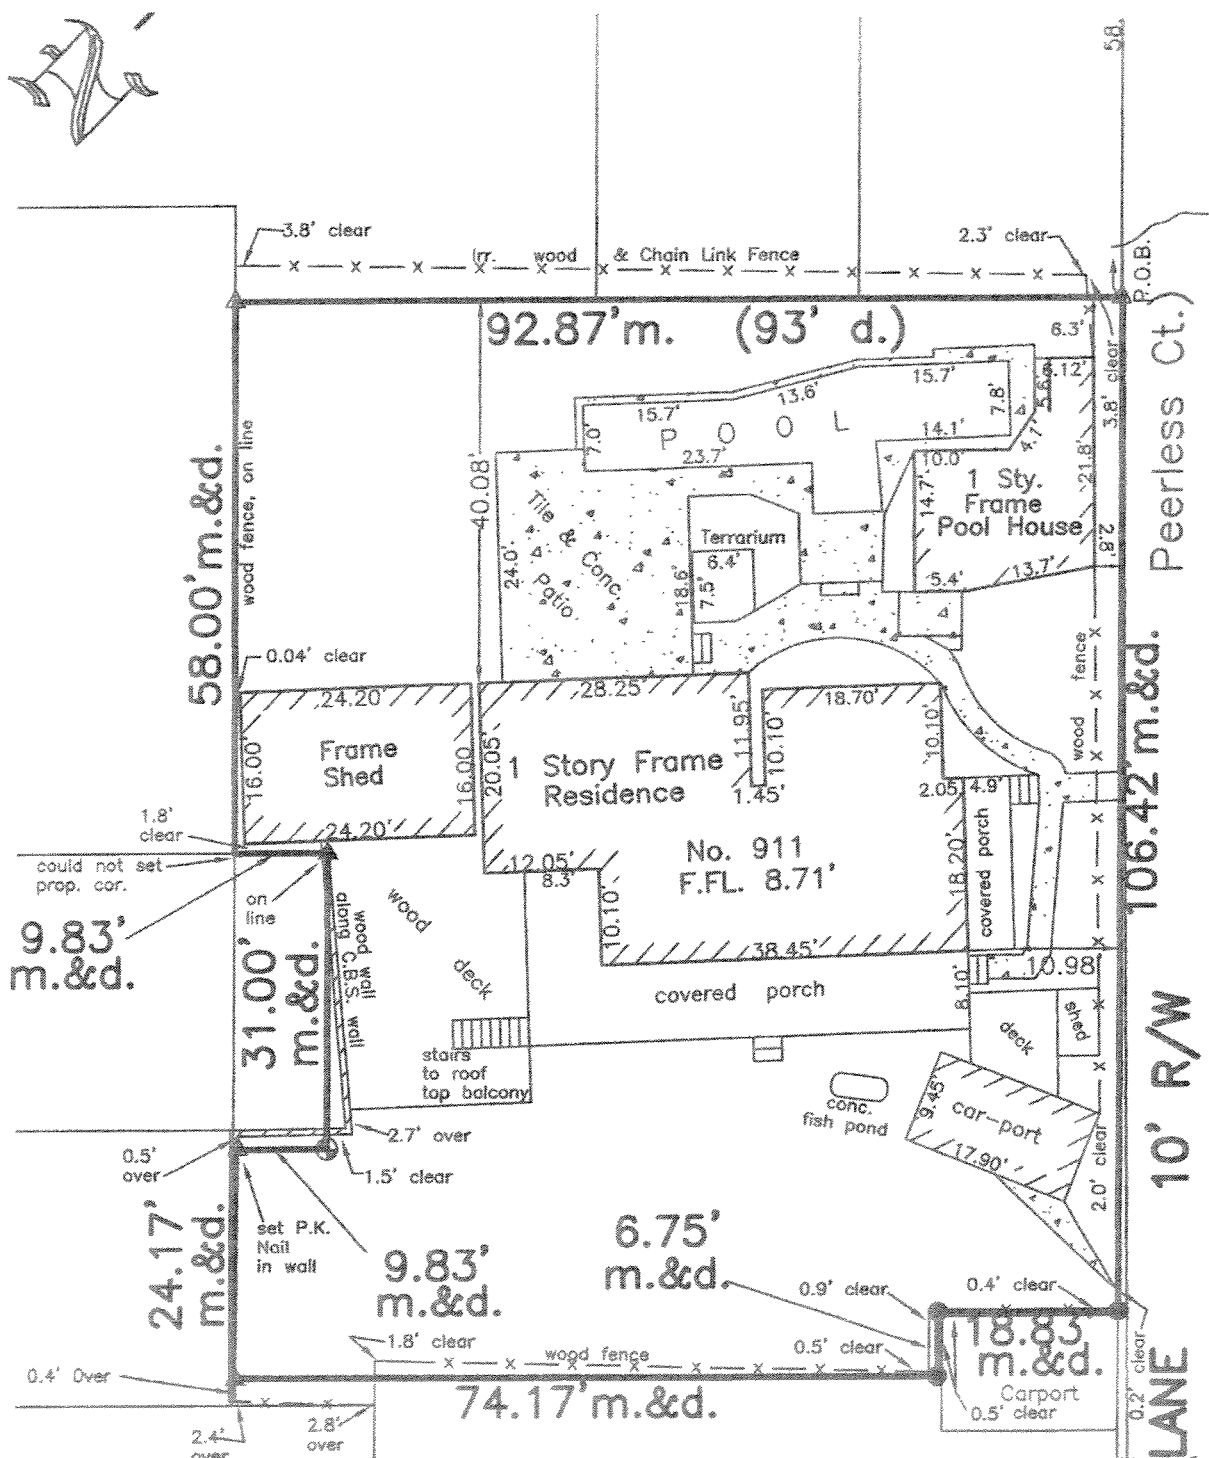 58.
3.8' clear
Irr. wood & Chain Link Fence
2.3' clear
P.O.B.
92.87'm. (93' d.)
6.3'
Peerless Ct.)
15.7'
13.6'
15.7'
7.8'
5.6'
6.12'
3.8' clear
7.0'
P O O L
14.1'
4.7'
23.7'
10.0'
21.8'
58.00'm.&d.
wood fence, on line
40.08'
14.7'
1 Sty.
Frame
Pool House
Tile & Conc.
Patio
24.0'
Terrarium
6.4'
7.5'
18.6'
2.8'
5.4'
13.7'
0.04' clear
wood fence
24.20'
28.25'
18.70'
Frame
Shed
16.00'
16.00'
20.05'
1 Story Frame
Residence
11.95'
10.10'
10.10'
1.45'
2.05'
4.9'
106.42'm.&d.
24.20'
1.8'
clear
could not set
prop. cor.
12.05'
8.3'
No. 911
F.FL. 8.71'
18.20'
covered porch
on
line
9.83'
m.&d.
31.00'
m.&d.
wood wall
along C.B.S. wall
wood
deck
10.10'
38.45'
covered porch
8.10'
10.98
deck
shed
stairs
to roof
top balcony
conc.
fish pond
9.45'
car-port
17.90'
2.0' clear
10' R/W
2.7' over
0.5'
over
1.5' clear
24.17'
m.&d.
set P.K.
Nail
in wall
9.83'
m.&d.
6.75'
m.&d.
0.9' clear
0.4' clear
18.83'
m.&d.
1.8' clear
wood fence
0.5' clear
0.4' Over
74.17'm.&d.
Carport
0.5' clear
0.2' clear
LANE
2.4'
over
2.8'
over